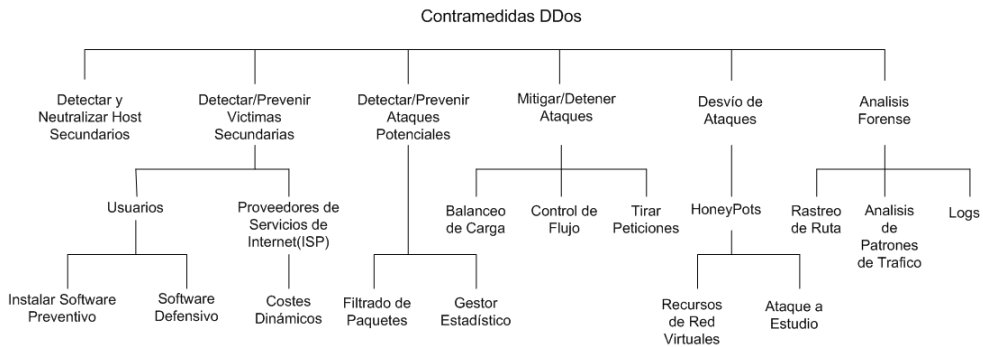 Contramedidas DDos
Detectar y
Neutralizar Host
Secundarios
Detectar/Prevenir
Victimas
Secundarias
Detectar/Prevenir
Ataques
Potenciales
Mitigar/Detener
Ataques
Desvío de
Ataques
Analisis
Forense
Usuarios
Proveedores de
Servicios de
Internet(ISP)
Balanceo
de Carga
Control de
Flujo
Tirar
Peticiones
HoneyPots
Rastreo
de Ruta
Analisis
de
Patrones
de Trafico
Logs
Instalar Software
Preventivo
Software
Defensivo
Costes
Dinámicos
Filtrado de
Paquetes
Gestor
Estadístico
Recursos
de Red
Virtuales
Ataque a
Estudio